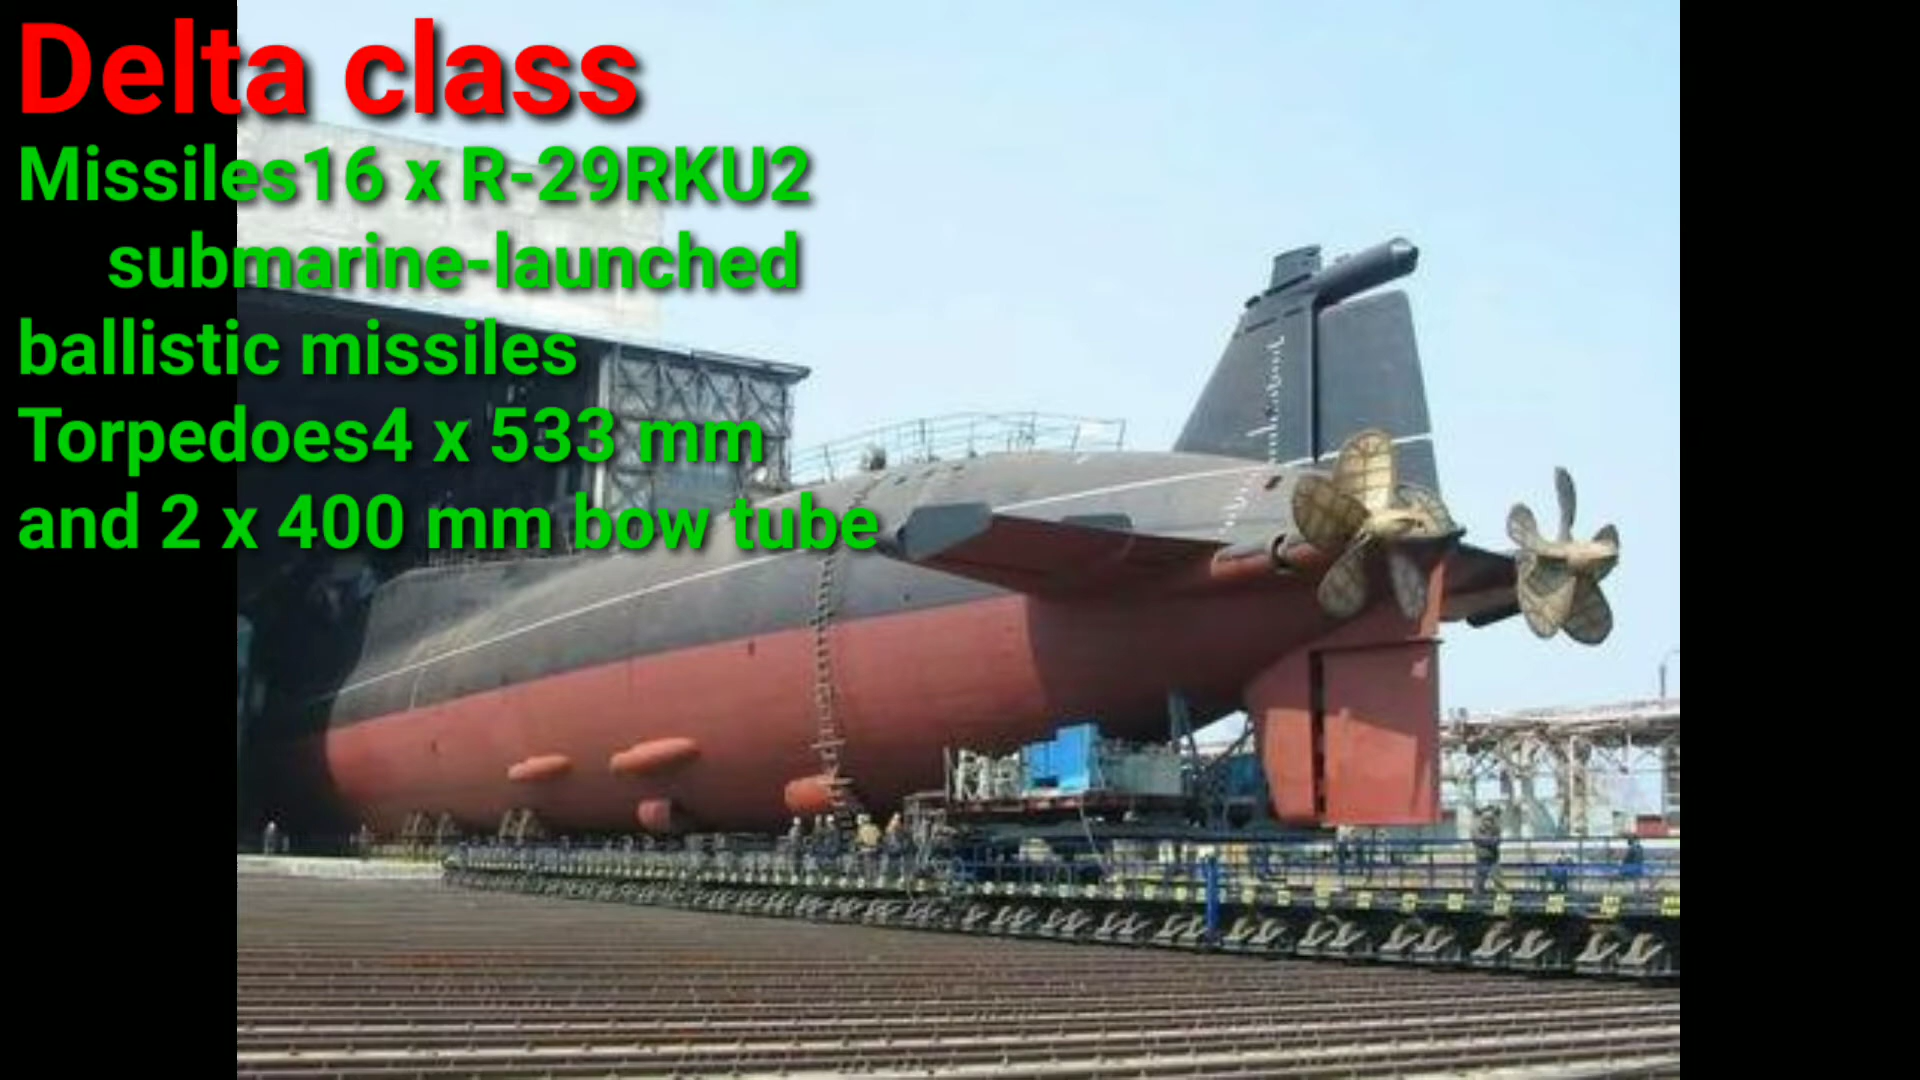 Delta class
Missiles16 x R-29RKU2
submarine-launched
ballistic missiles
Torpedoes4 x 533 mm
and 2 x 400 mm bow tube